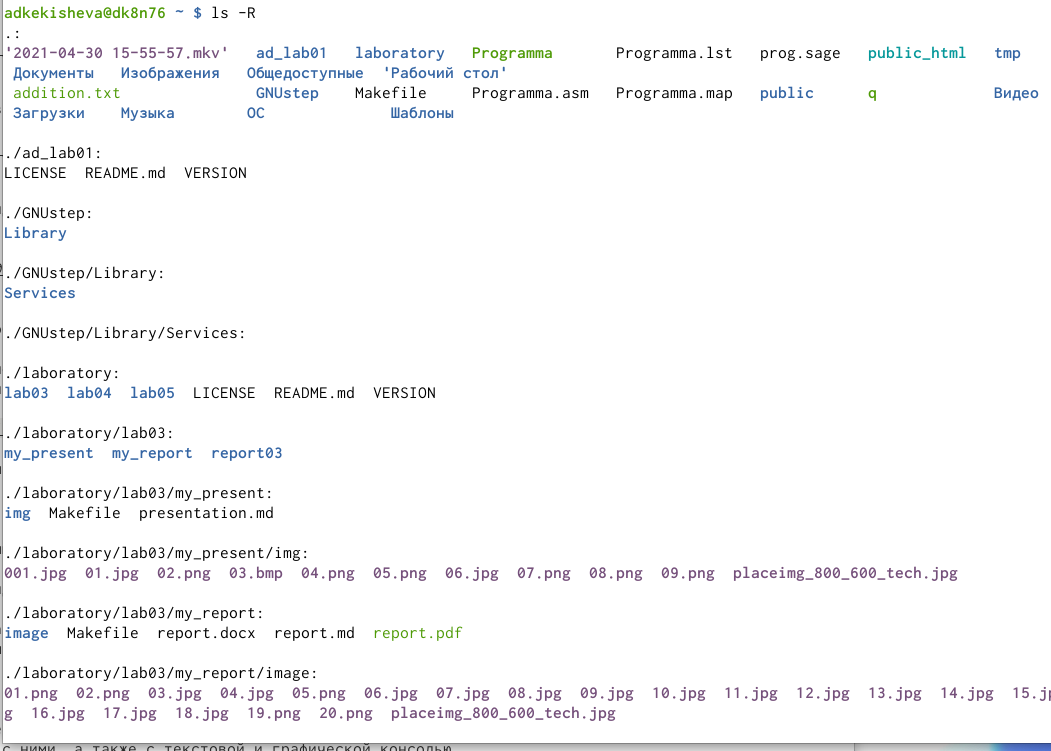 adkekisheva@dk8n76 ~ $ ls -R
.:
'2021-04-30 15-55-57.mkv' ad_lab01 laboratory Programma Programma.lst prog.sage public_html tmp
Документы Изображения Общедоступные 'Рабочий стол'
addition.txt GNUstep Makefile Programma.asm Programma.map public q Видео
Загрузки Музыка ОС Шаблоны

./ad_lab01:
LICENSE README.md VERSION

./GNUstep:
Library

./GNUstep/Library:
Services

./GNUstep/Library/Services:

./laboratory:
lab03 lab04 lab05 LICENSE README.md VERSION

./laboratory/lab03:
my_present my_report report03

./laboratory/lab03/my_present:
img Makefile presentation.md

./laboratory/lab03/my_present/img:
001.jpg 01.jpg 02.png 03.bmp 04.png 05.png 06.jpg 07.png 08.png 09.png placeimg_800_600_tech.jpg

./laboratory/lab03/my_report:
image Makefile report.docx report.md report.pdf

./laboratory/lab03/my_report/image:
01.png 02.png 03.jpg 04.jpg 05.png 06.jpg 07.jpg 08.jpg 09.jpg 10.jpg 11.jpg 12.jpg 13.jpg 14.jpg 15.jp
g 16.jpg 17.jpg 18.jpg 19.png 20.png placeimg_800_600_tech.jpg
с ними, а также с текстовой и графической консолью